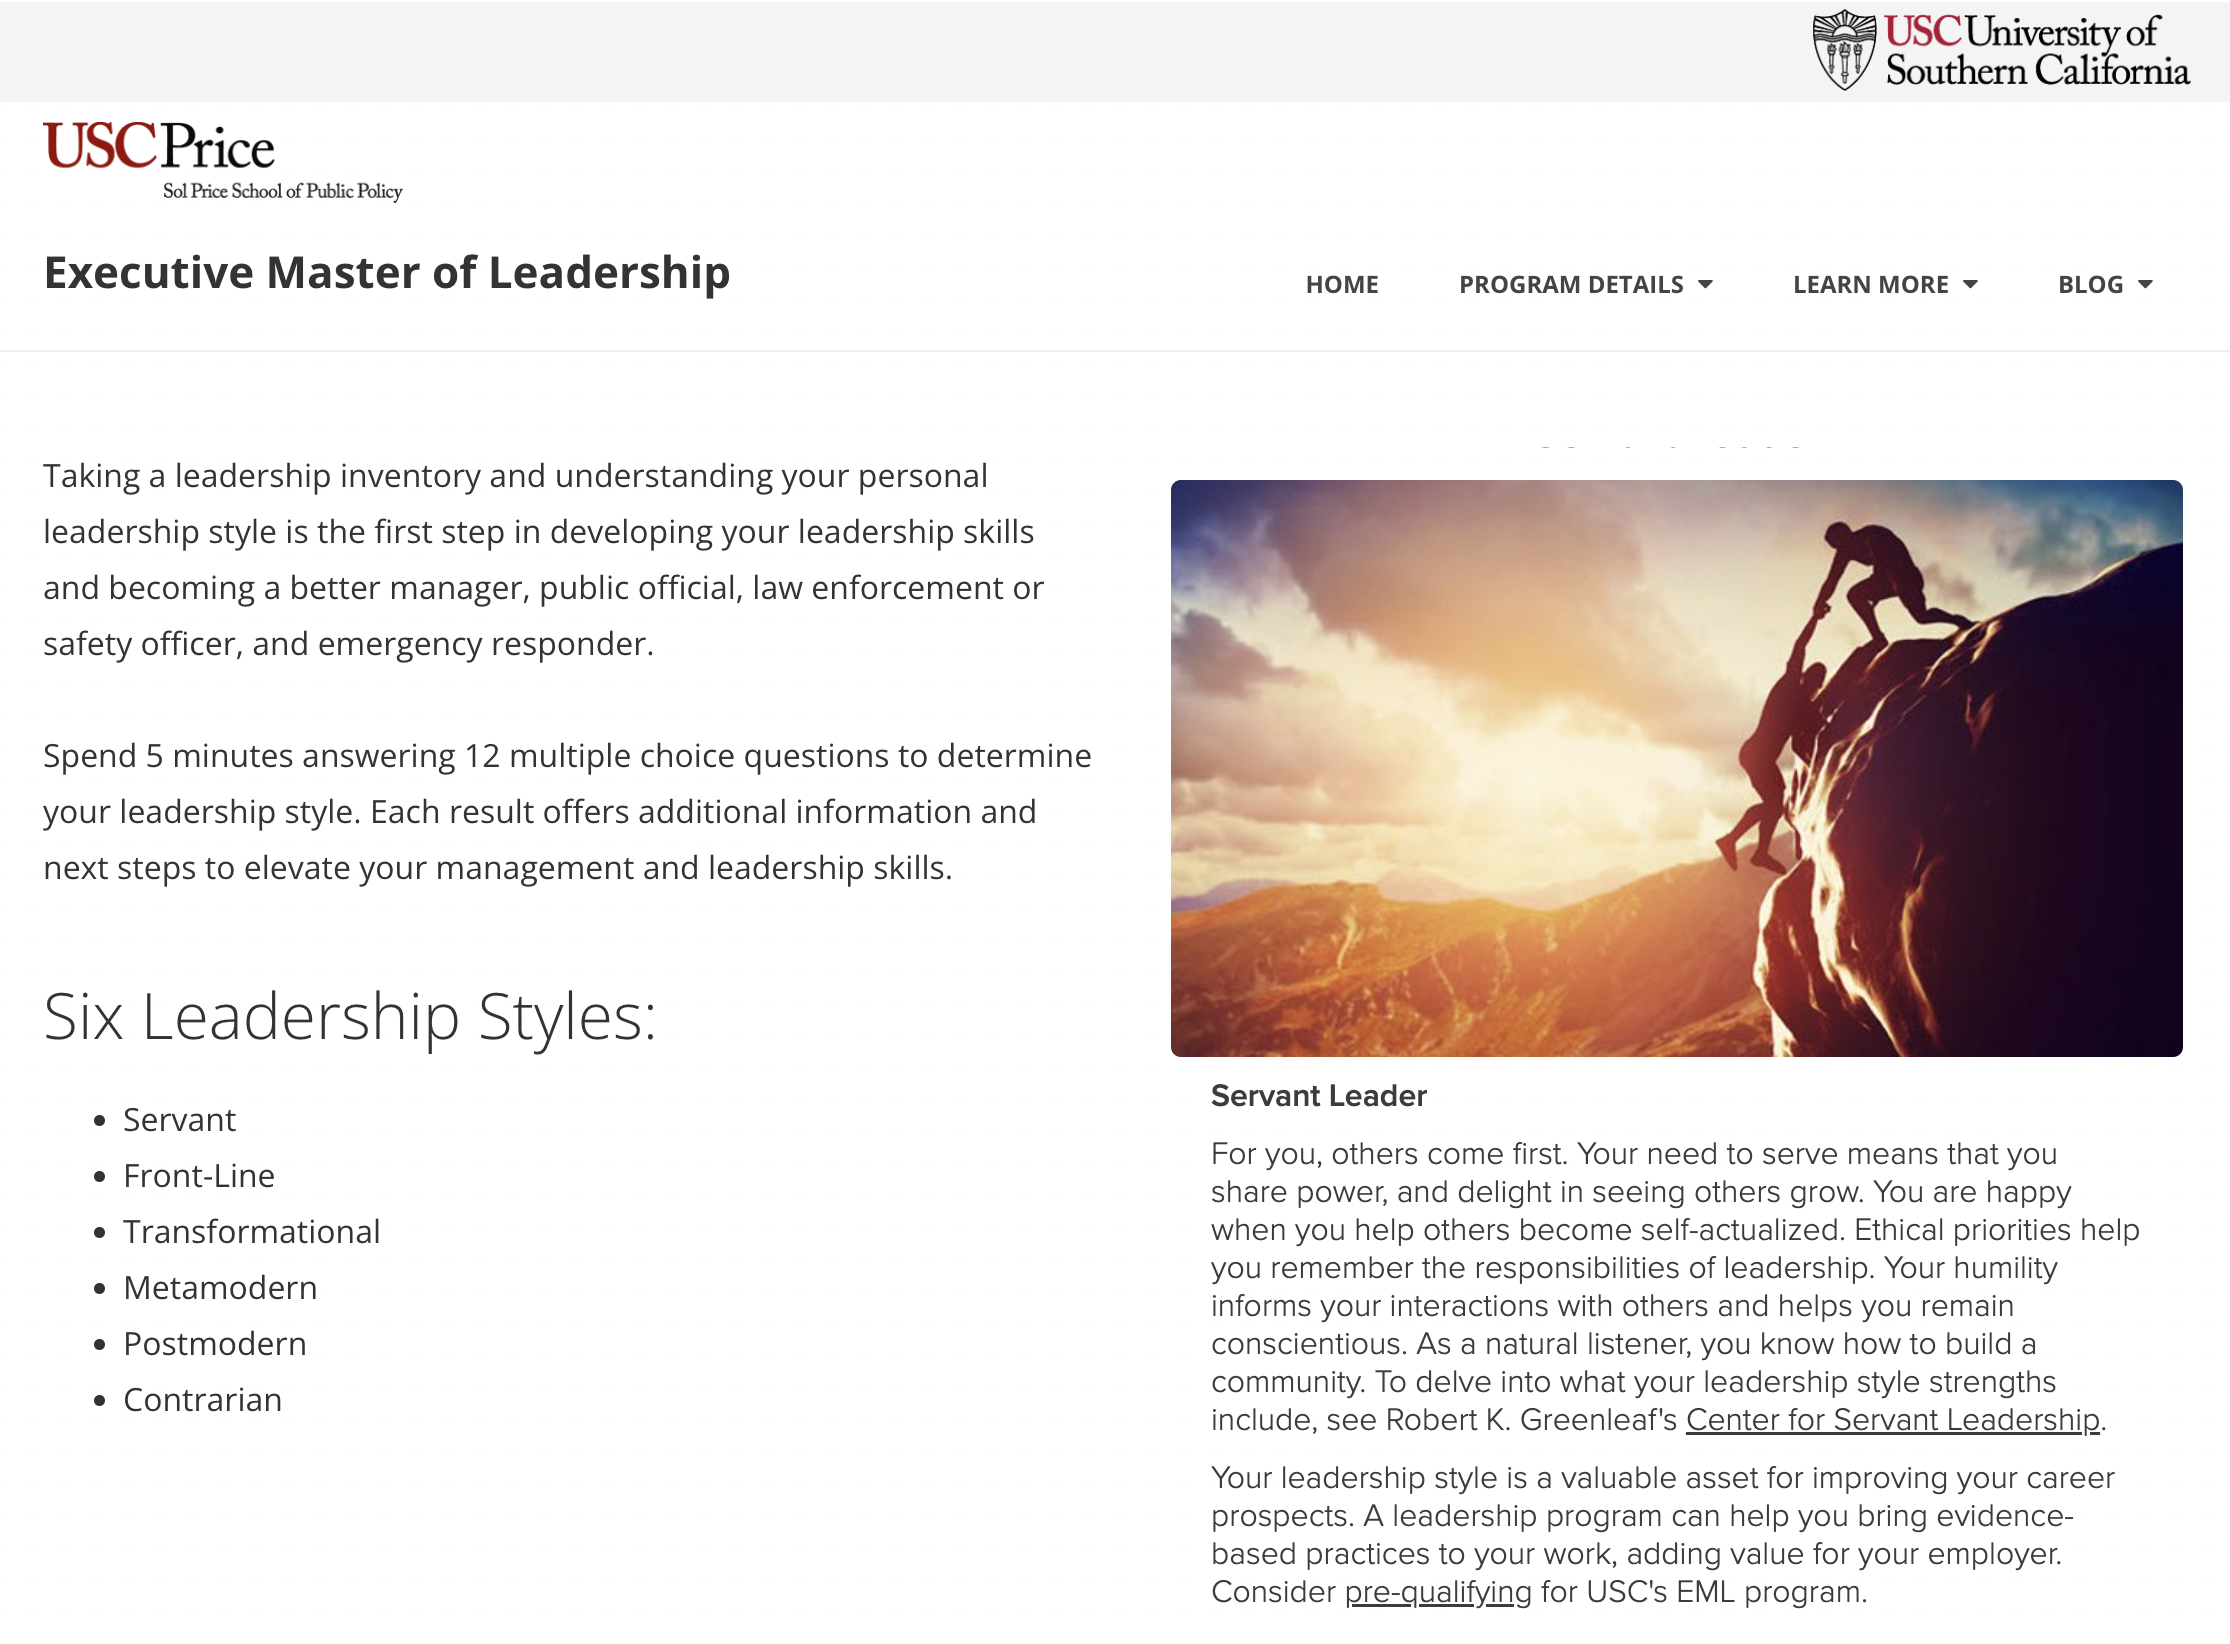 USC University of
Southern California
USC Price
Sol Price School of Public Policy
Executive Master of Leadership
HOME
PROGRAM DETAILS
LEARN MORE
BLOG
Taking a leadership inventory and understanding your personal
leadership style is the first step in developing your leadership skills
and becoming a better manager, public official, law enforcement or
safety officer, and emergency responder.
Spend 5 minutes answering 12 multiple choice questions to determine
your leadership style. Each result offers additional information and
next steps to elevate your management and leadership skills.
Six Leadership Styles:
• Servant
• Front-Line
• Transformational
• Metamodern
• Postmodern
• Contrarian
Servant Leader
For you, others come first. Your need to serve means that you
share power, and delight in seeing others grow. You are happy
when you help others become self-actualized. Ethical priorities help
you remember the responsibilities of leadership. Your humility
informs your interactions with others and helps you remain
conscientious. As a natural listener, you know how to build a
community. To delve into what your leadership style strengths
include, see Robert K. Greenleaf's Center for Servant Leadership.
Your leadership style is a valuable asset for improving your career
prospects. A leadership program can help you bring evidence-
based practices to your work, adding value for your employer.
Consider pre-qualifying for USC's EML program.